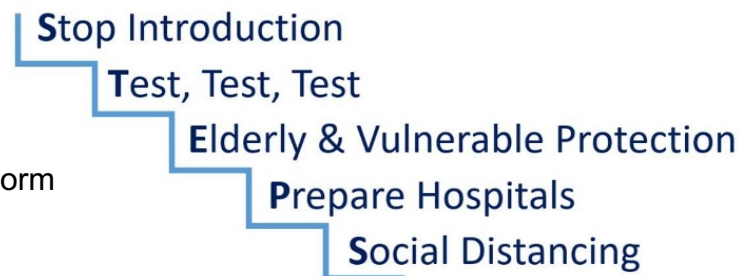 Stop Introduction
Test, Test, Test
Elderly & Vulnerable Protection
orm
Prepare Hospitals
Social Distancing